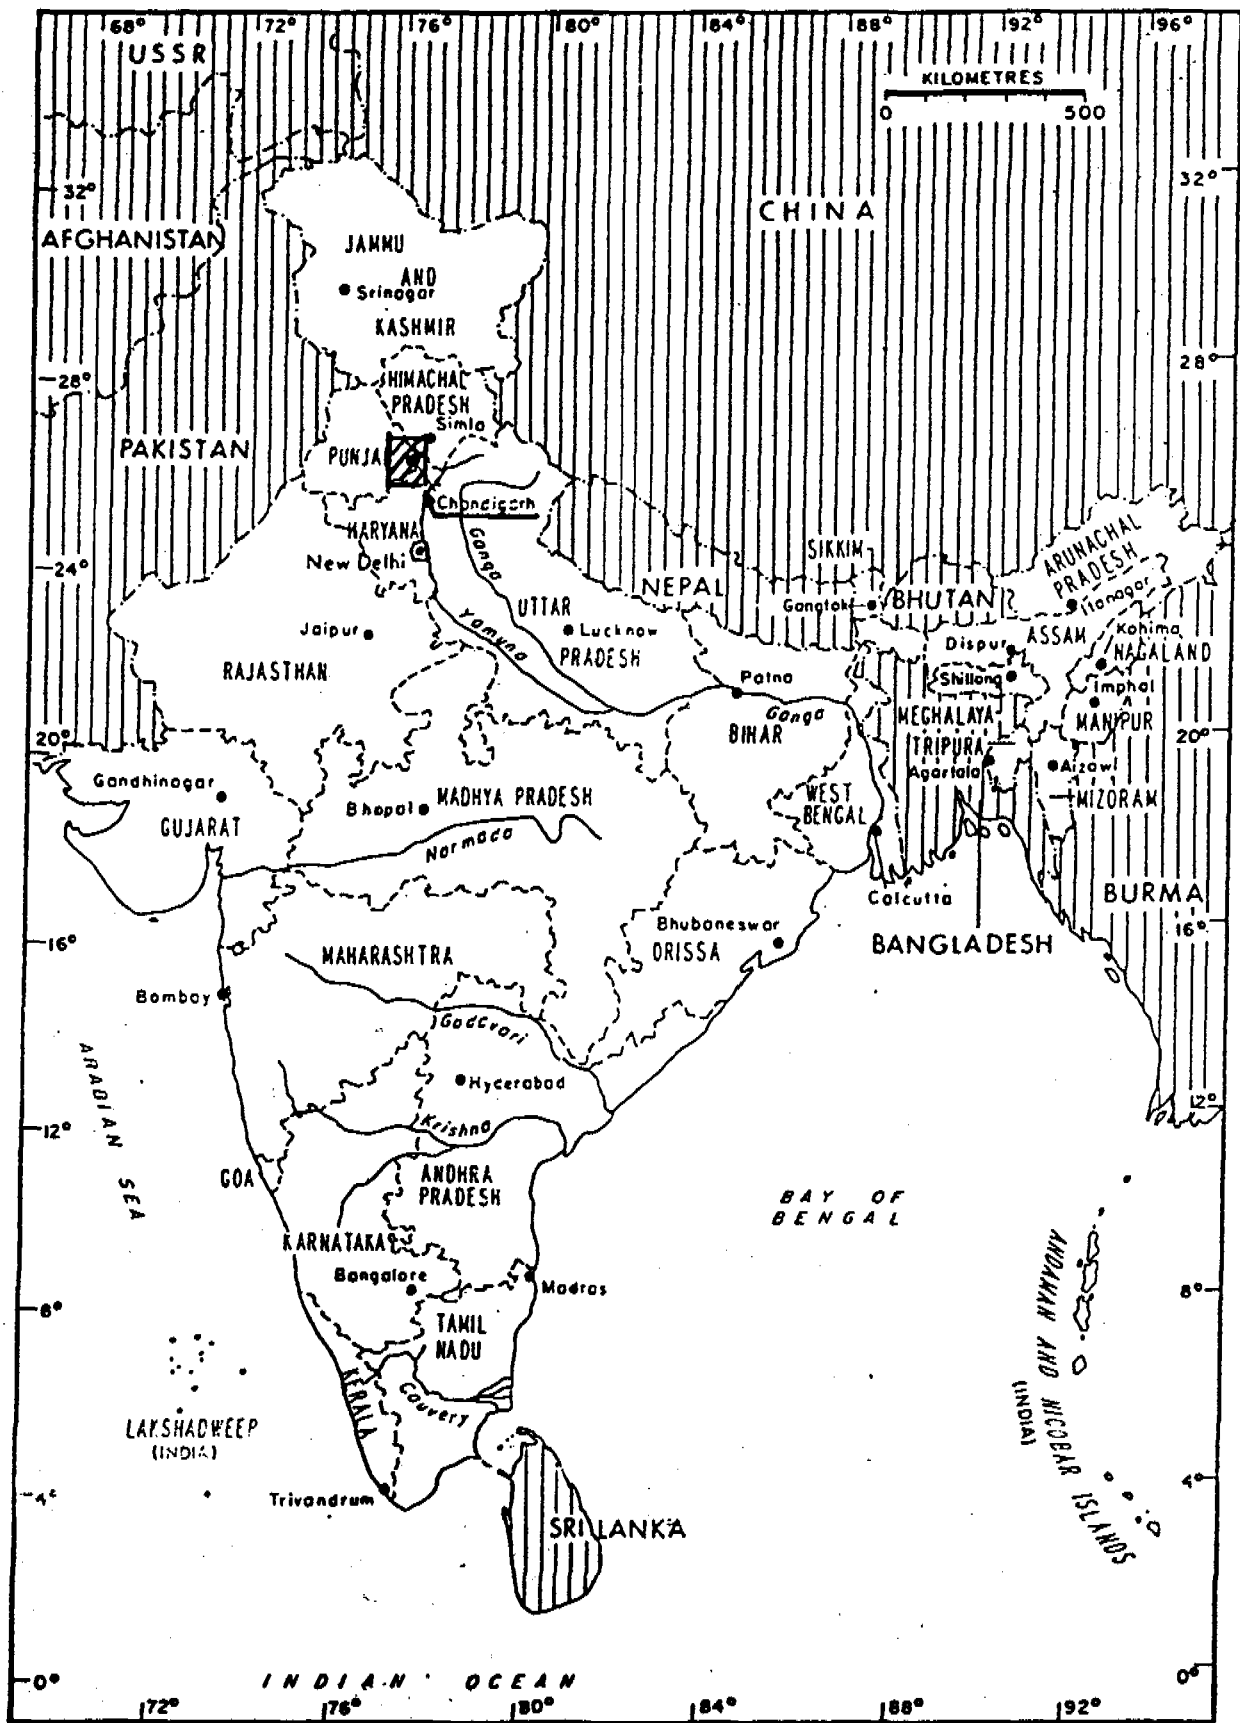 68° 72° 76° 80° 84° 88° 92° 96°
USSR
KILOMETRES
0 500
32° 32°
CHINA
AFGHANISTAN
JAMMU
AND
Srinagar
KASHMIR
28° 28°
HIMACHAL
PRADESH
Simla
PAKISTAN
PUNJA
Chandigarh
HARYANA
New Delhi
Ganga
24°
SIKKIM
ARUNACHAL
PRADESH
NEPAL
Gangtok
BHUTAN
Itanagar
UTTAR
Jaipur
Yamuna
Lucknow
PRADESH
Dispur
ASSAM
Kohima
NAGALAND
RAJASTHAN
Patna
Shillong
Imphal
Ganga
MEGHALAYA
MANIPUR
BIHAR
TRIPURA
20° 20°
Gandhinagar
Agartala
Aizawl
Bhopal
MADHYA PRADESH
WEST
BENGAL
MIZORAM
GUJARAT
Narmada
Calcutta
BURMA
Bhubaneswar
16° 16°
ORISSA
BANGLADESH
MAHARASHTRA
Bombay
Godavari
ARABIAN SEA
Hyderabad
12° 12°
Krishna
GOA
ANDHRA
PRADESH
BAY OF
BENGAL
KARNATAKA
Bangalore
Madras
8° 8°
TAMIL
NADU
ANDAMAN AND NICOBAR ISLANDS
(INDIA)
KERALA
Cauvery
LAKSHADWEEP
(INDIA)
4° 4°
Trivandrum
SRI LANKA
0° 0°
INDIAN OCEAN
72° 76° 80° 84° 88° 92°